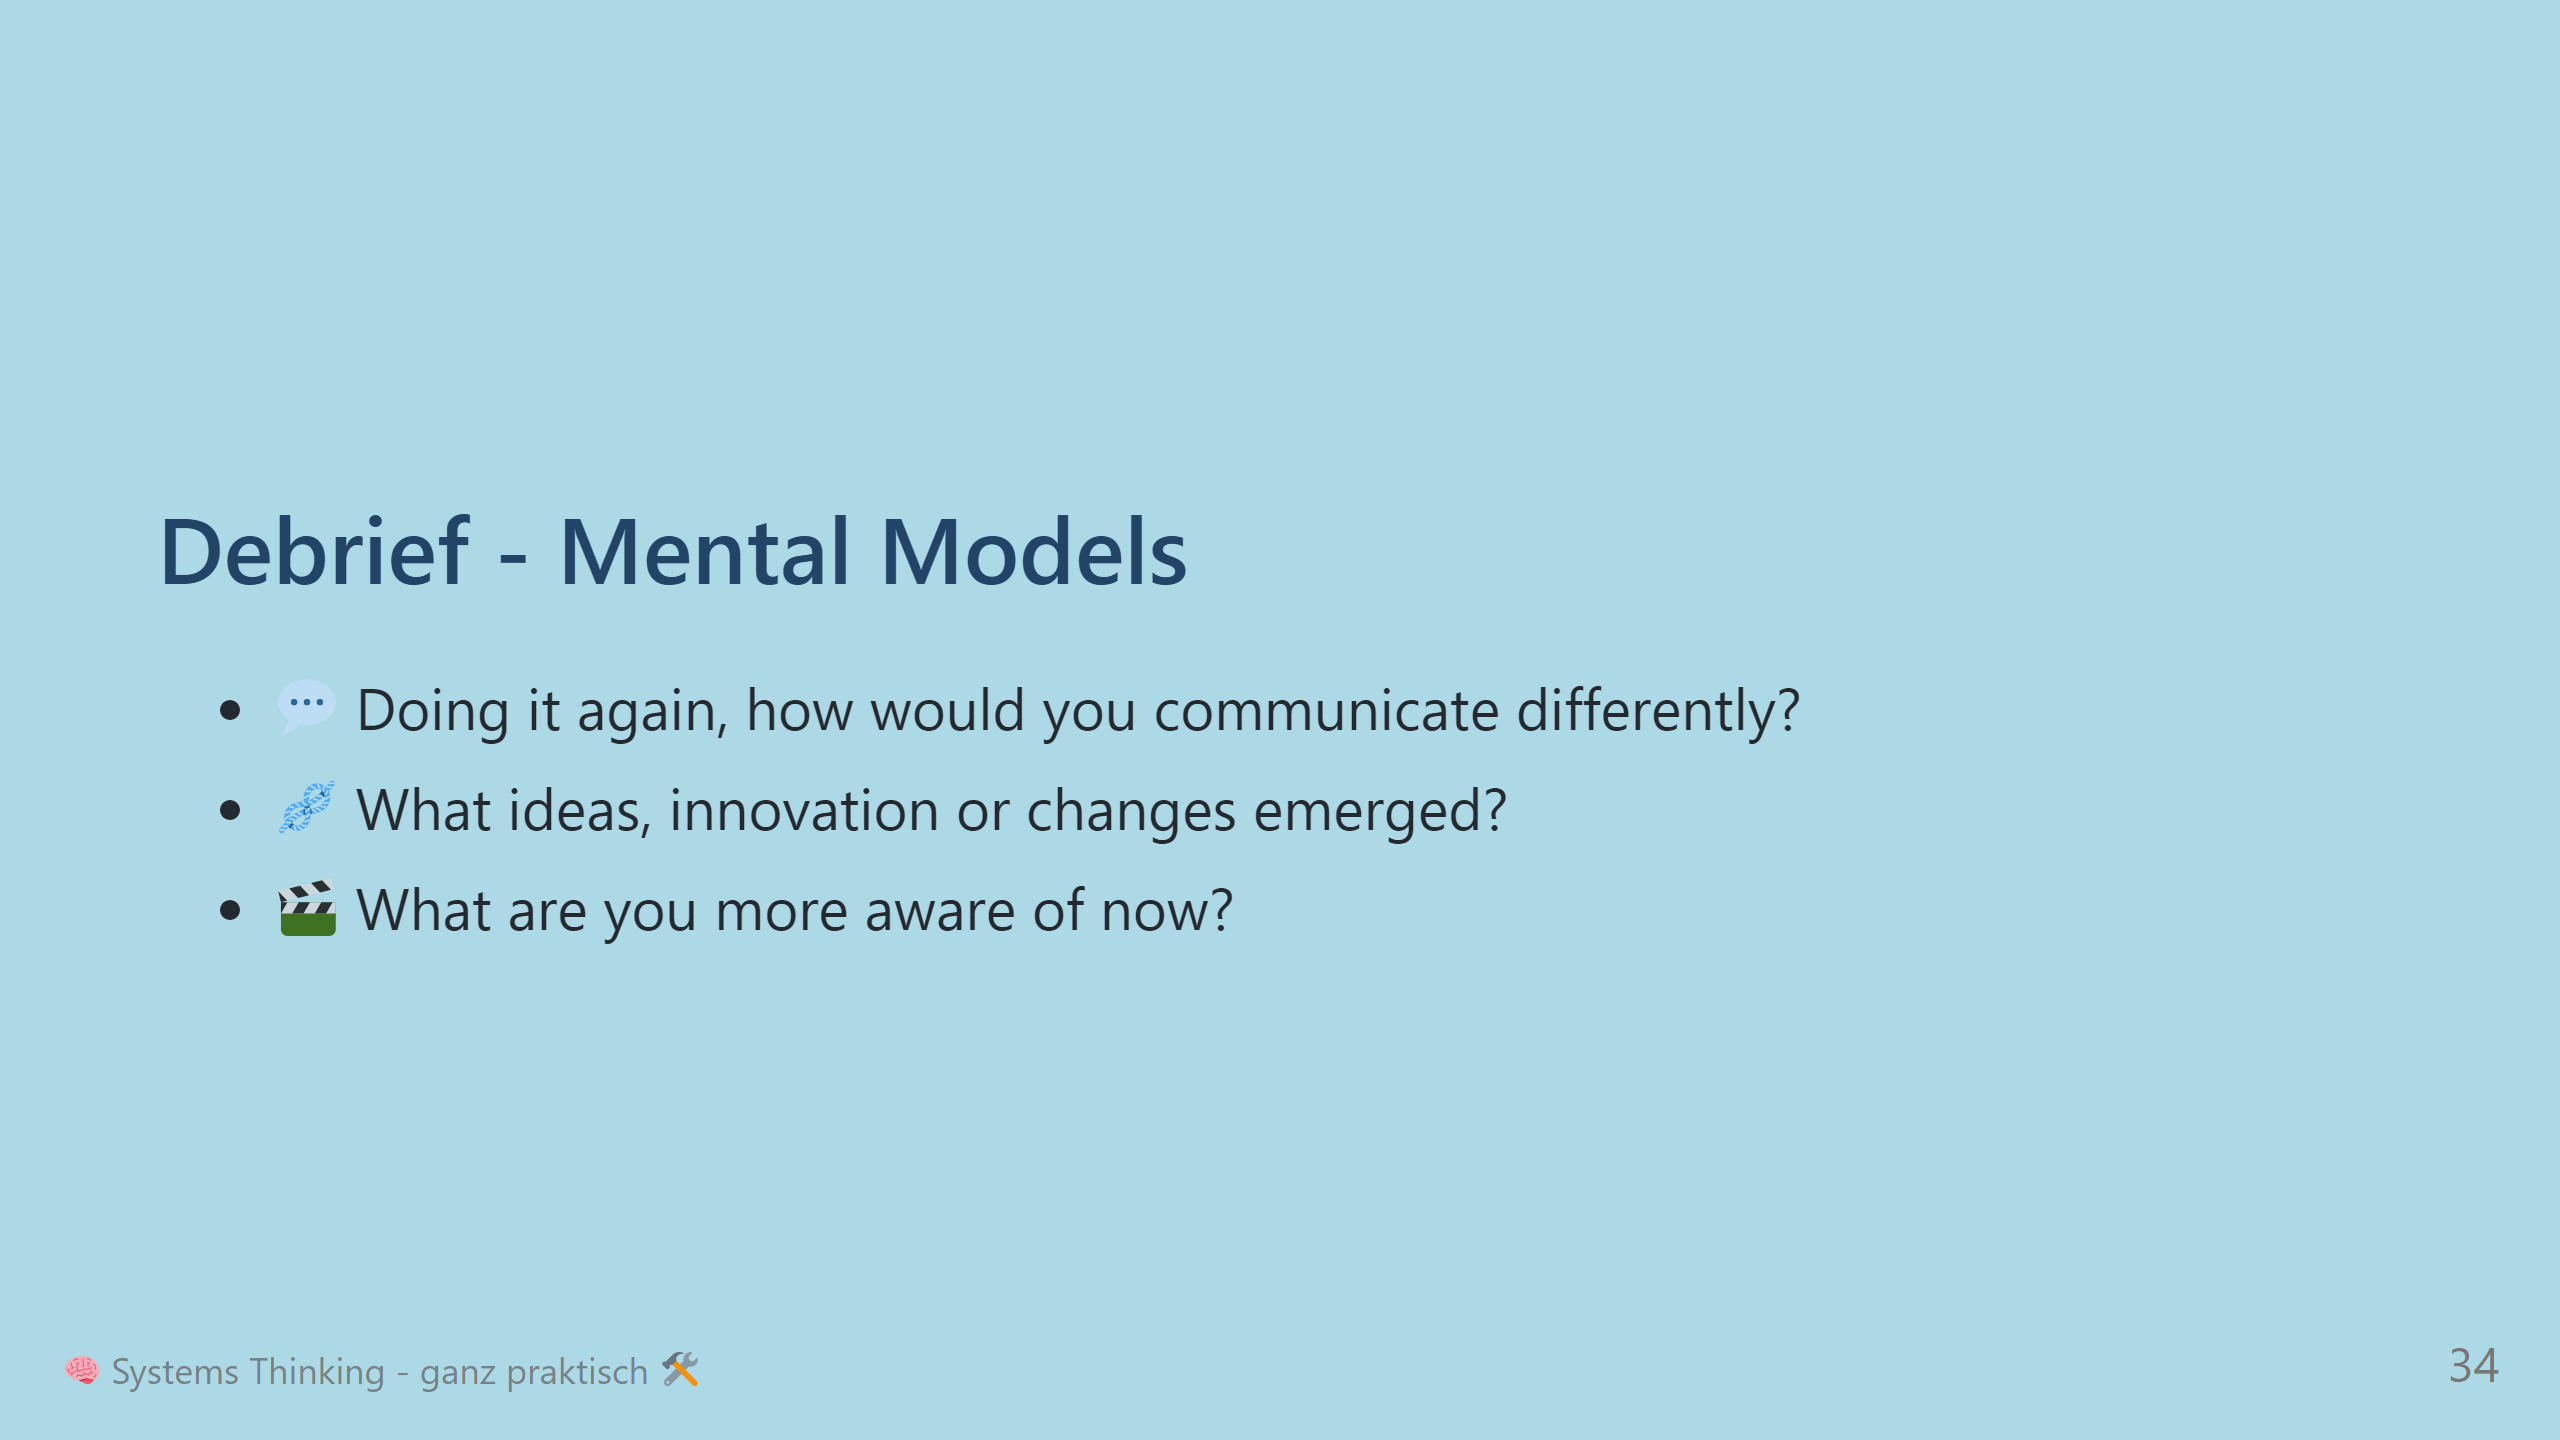 Debrief - Mental Models
• 💬 Doing it again, how would you communicate differently?
• 🪢 What ideas, innovation or changes emerged?
• 🎬 What are you more aware of now?
🧠 Systems Thinking - ganz praktisch 🛠️
34